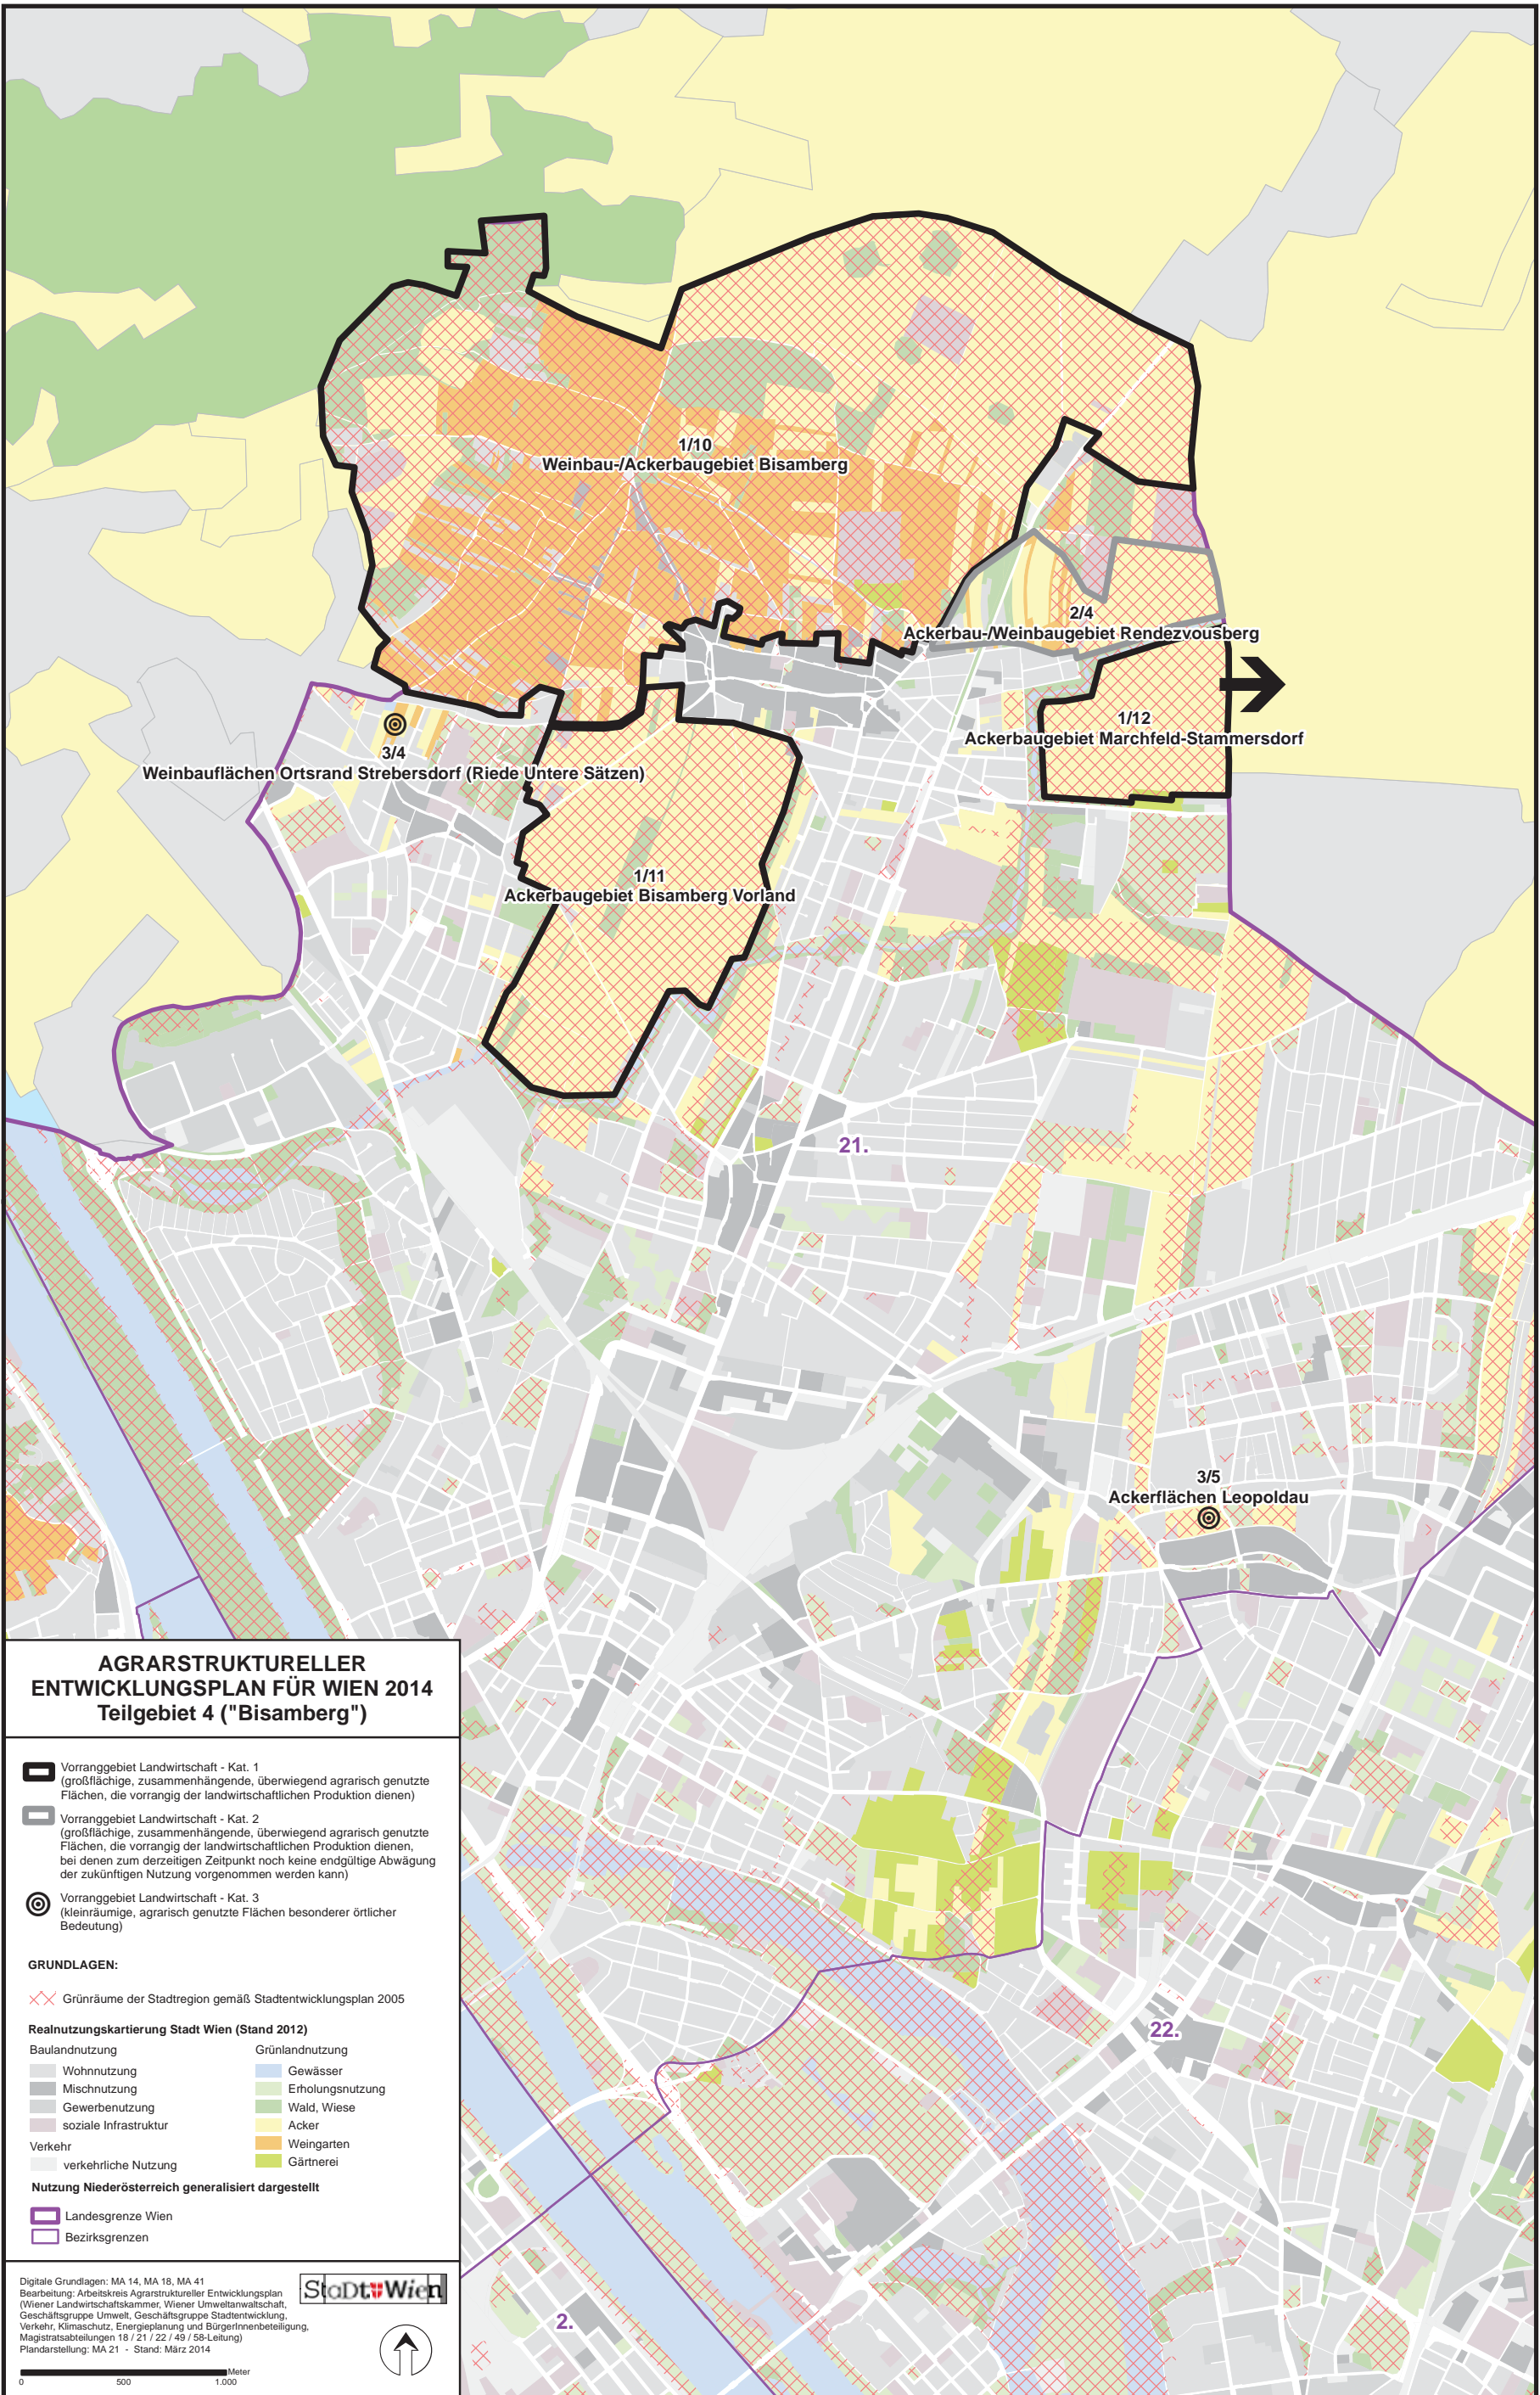 1/10
Weinbau-/Ackerbaugebiet Bisamberg
2/4
Ackerbau-/Weinbaugebiet Rendezvousberg
1/12
Ackerbaugebiet Marchfeld-Stammersdorf
3/4
Weinbauflächen Ortsrand Strebersdorf (Riede Untere Sätzen)
1/11
Ackerbaugebiet Bisamberg Vorland
21.
3/5
Ackerflächen Leopoldau
22.
2.
AGRARSTRUKTURELLER
ENTWICKLUNGSPLAN FÜR WIEN 2014
Teilgebiet 4 ("Bisamberg")
Vorranggebiet Landwirtschaft - Kat. 1
(großflächige, zusammenhängende, überwiegend agrarisch genutzte
Flächen, die vorrangig der landwirtschaftlichen Produktion dienen)
Vorranggebiet Landwirtschaft - Kat. 2
(großflächige, zusammenhängende, überwiegend agrarisch genutzte
Flächen, die vorrangig der landwirtschaftlichen Produktion dienen,
bei denen zum derzeitigen Zeitpunkt noch keine endgültige Abwägung
der zukünftigen Nutzung vorgenommen werden kann)
Vorranggebiet Landwirtschaft - Kat. 3
(kleinräumige, agrarisch genutzte Flächen besonderer örtlicher
Bedeutung)
GRUNDLAGEN:
Grünräume der Stadtregion gemäß Stadtentwicklungsplan 2005
Realnutzungskartierung Stadt Wien (Stand 2012)
Baulandnutzung
Wohnnutzung
Mischnutzung
Gewerbenutzung
soziale Infrastruktur
Verkehr
verkehrliche Nutzung
Grünlandnutzung
Gewässer
Erholungsnutzung
Wald, Wiese
Acker
Weingarten
Gärtnerei
Nutzung Niederösterreich generalisiert dargestellt
Landesgrenze Wien
Bezirksgrenzen
Digitale Grundlagen: MA 14, MA 18, MA 41
Bearbeitung: Arbeitskreis Agrarstruktureller Entwicklungsplan
(Wiener Landwirtschaftskammer, Wiener Umweltanwaltschaft,
Geschäftsgruppe Umwelt, Geschäftsgruppe Stadtentwicklung,
Verkehr, Klimaschutz, Energieplanung und BürgerInnenbeteiligung,
Magistratsabteilungen 18 / 21 / 22 / 49 / 58-Leitung)
Plandarstellung: MA 21 - Stand: März 2014
StaDt Wien
Meter
0 500 1.000